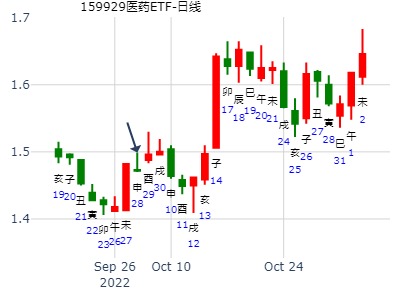 159929医药ETF-日线
1.7
1.6
1.5
1.4
亥
19
子
20
丑
21
寅
22
卯
23
午
26
未
27
申
28
酉
29
戌
30
申
10
酉
11
戌
12
亥
13
子
14
卯
17
辰
18
巳
19
午
20
未
21
戌
24
亥
25
子
26
丑
27
寅
28
巳
31
午
1
未
2
Sep 26
2022
Oct 10
Oct 24